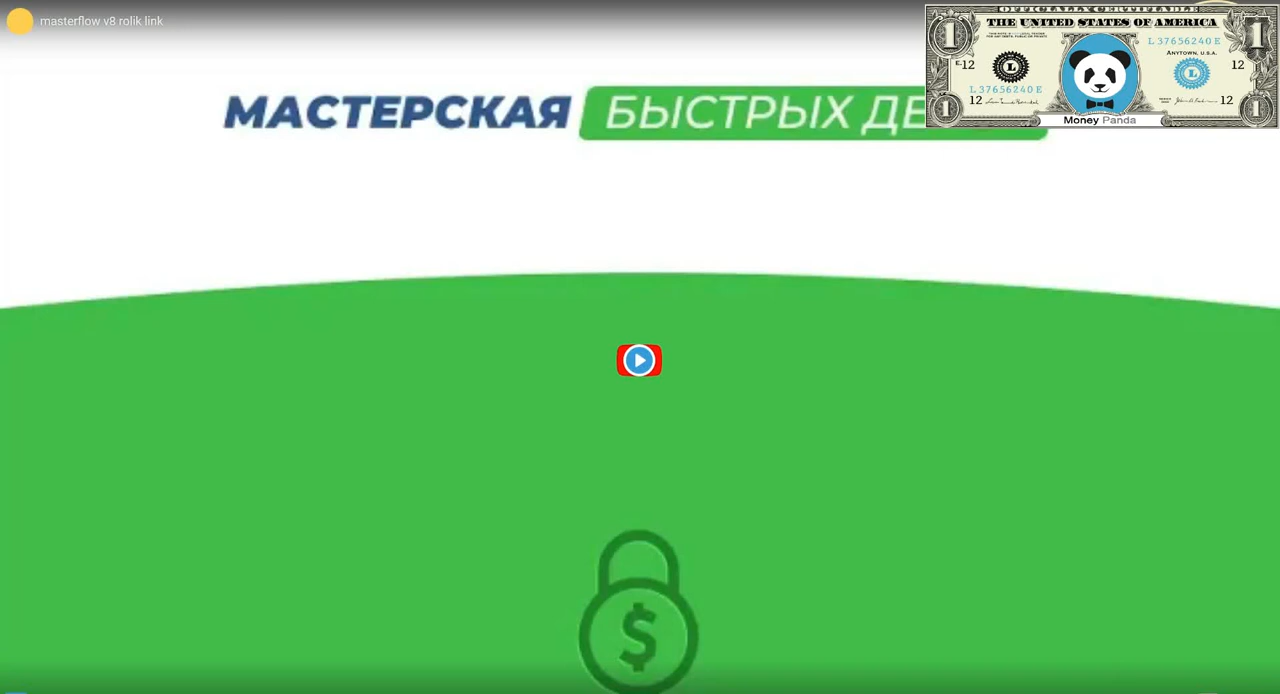 masterflow v8 rolik link
МАСТЕРСКАЯ БЫСТРЫХ ДЕ
OFFICIALLY CERTIFIABLE
THE UNITED STATES OF AMERICA
L 37656240 E
ANYTOWN, U.S.A.
E-12
12
L
L
L 37656240 E
12
12
1
1
1
1
Money Panda
$